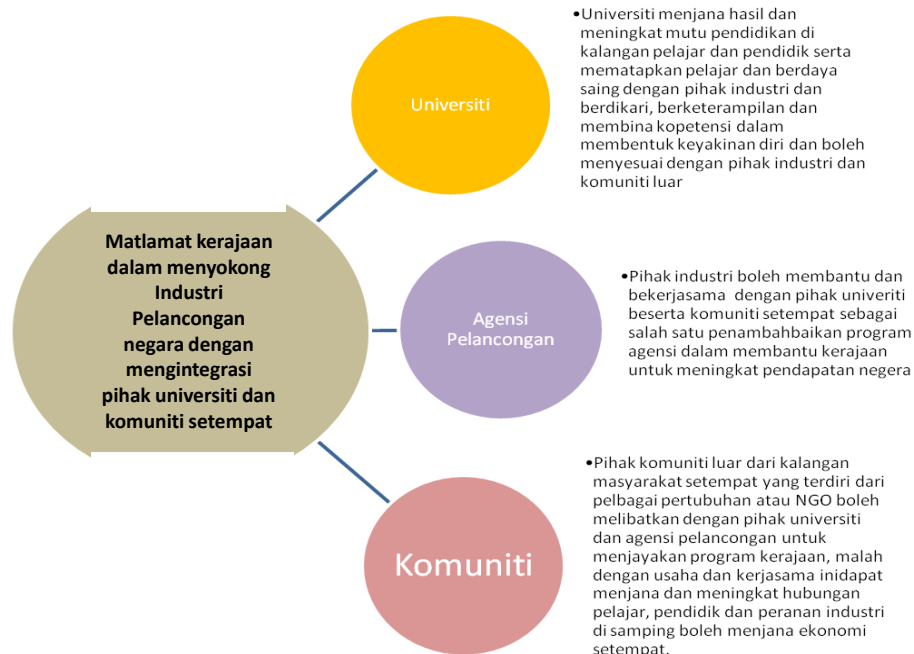 •Universiti menjana hasil dan
meningkat mutu pendidikan di
kalangan pelajar dan pendidik serta
mematapkan pelajar dan berdaya
saing dengan pihak industri dan
berdikari, berketerampilan dan
membina kopetensi dalam
membentuk keyakinan diri dan boleh
menyesuai dengan pihak industri dan
komuniti luar
Universiti
Matlamat kerajaan
dalam menyokong
Industri
Pelancongan
negara dengan
mengintegrasi
pihak universiti dan
komuniti setempat
Agensi
Pelancongan
•Pihak industri boleh membantu dan
bekerjasama dengan pihak univeriti
beserta komuniti setempat sebagai
salah satu penambahbaikan program
agensi dalam membantu kerajaan
untuk meningkat pendapatan negera
Komuniti
•Pihak komuniti luar dari kalangan
masyarakat setempat yang terdiri dari
pelbagai pertubuhan atau NGO boleh
melibatkan dengan pihak universiti
dan agensi pelancongan untuk
menjayakan program kerajaan, malah
dengan usaha dan kerjasama inidapat
menjana dan meningkat hubungan
pelajar, pendidik dan peranan industri
di samping boleh menjana ekonomi
setempat.